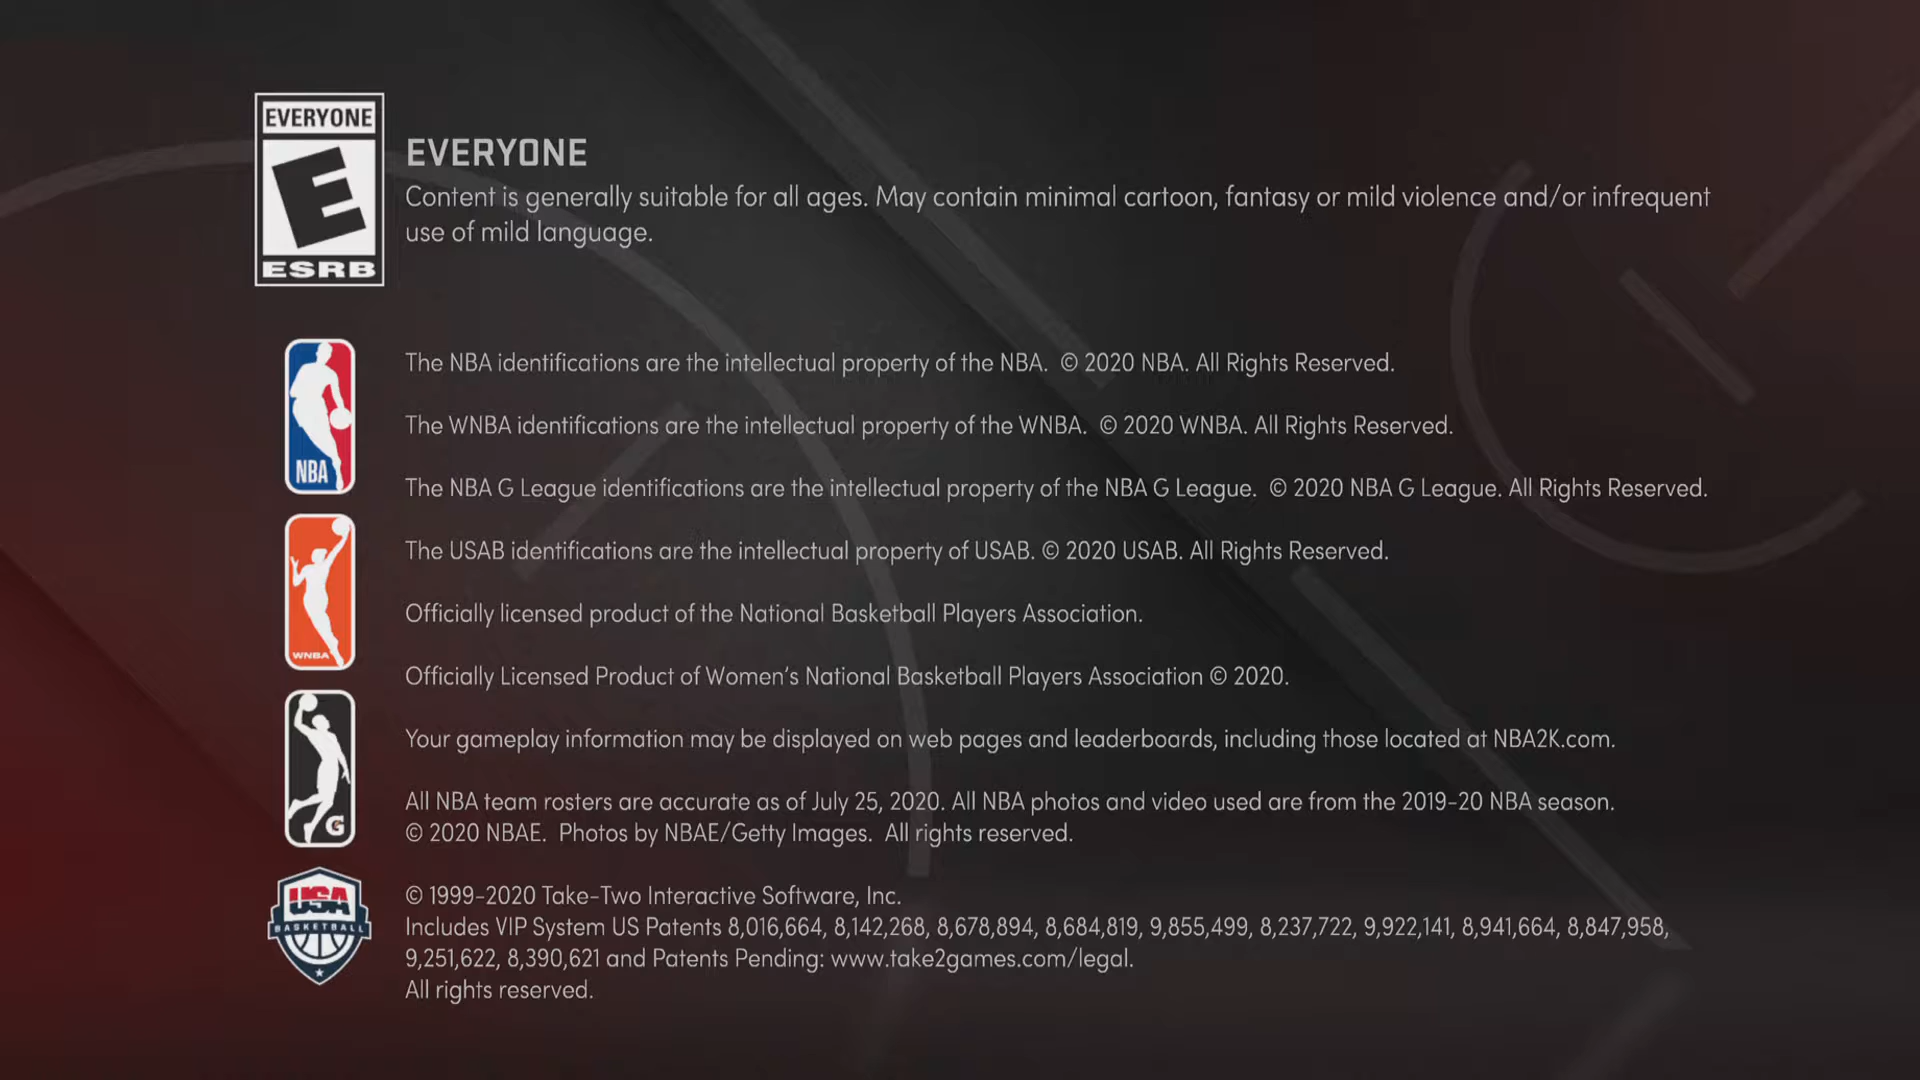 EVERYONE
E
ESRB
EVERYONE
Content is generally suitable for all ages. May contain minimal cartoon, fantasy or mild violence and/or infrequent
use of mild language.
NBA
The NBA identifications are the intellectual property of the NBA.  © 2020 NBA. All Rights Reserved.
The WNBA identifications are the intellectual property of the WNBA.  © 2020 WNBA. All Rights Reserved.
The NBA G League identifications are the intellectual property of the NBA G League.  © 2020 NBA G League. All Rights Reserved.
WNBA
The USAB identifications are the intellectual property of USAB. © 2020 USAB. All Rights Reserved.
Officially licensed product of the National Basketball Players Association.
Officially Licensed Product of Women's National Basketball Players Association © 2020.
G
Your gameplay information may be displayed on web pages and leaderboards, including those located at NBA2K.com.
All NBA team rosters are accurate as of July 25, 2020. All NBA photos and video used are from the 2019-20 NBA season.
© 2020 NBAE.  Photos by NBAE/Getty Images.  All rights reserved.
USA
BASKETBALL
© 1999-2020 Take-Two Interactive Software, Inc.
Includes VIP System US Patents 8,016,664, 8,142,268, 8,678,894, 8,684,819, 9,855,499, 8,237,722, 9,922,141, 8,941,664, 8,847,958,
9,251,622, 8,390,621 and Patents Pending: www.take2games.com/legal.
All rights reserved.